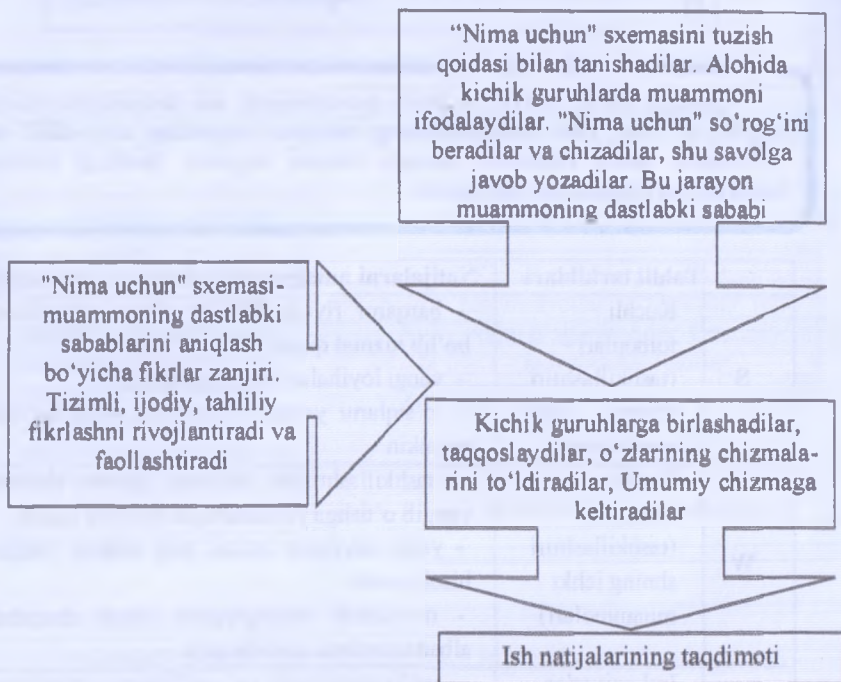 “Nima uchun" sxemasini tuzish
qoidasi bilan tanishadilar. Alohida
kichik guruhlarda muammoni
ifodalaydilar. "Nima uchun" so‘rog‘ini
beradilar va chizadilar, shu savolga
javob yozadilar. Bu jarayon
muammoning dastlabki sababi
"Nima uchun" sxemasi-
muammoning dastlabki
sabablarini aniqlash
bo‘yicha fikrlar zanjiri.
Tizimli, ijodiy, tahliliy
fikrlashni rivojlantiradi va
faollashtiradi
Kichik guruhlarga birlashadilar,
taqqoslaydilar, o‘zlarining chizmala-
rini to‘ldiradilar, Umumiy chizmaga
keltiradilar
Ish natijalarining taqdimoti